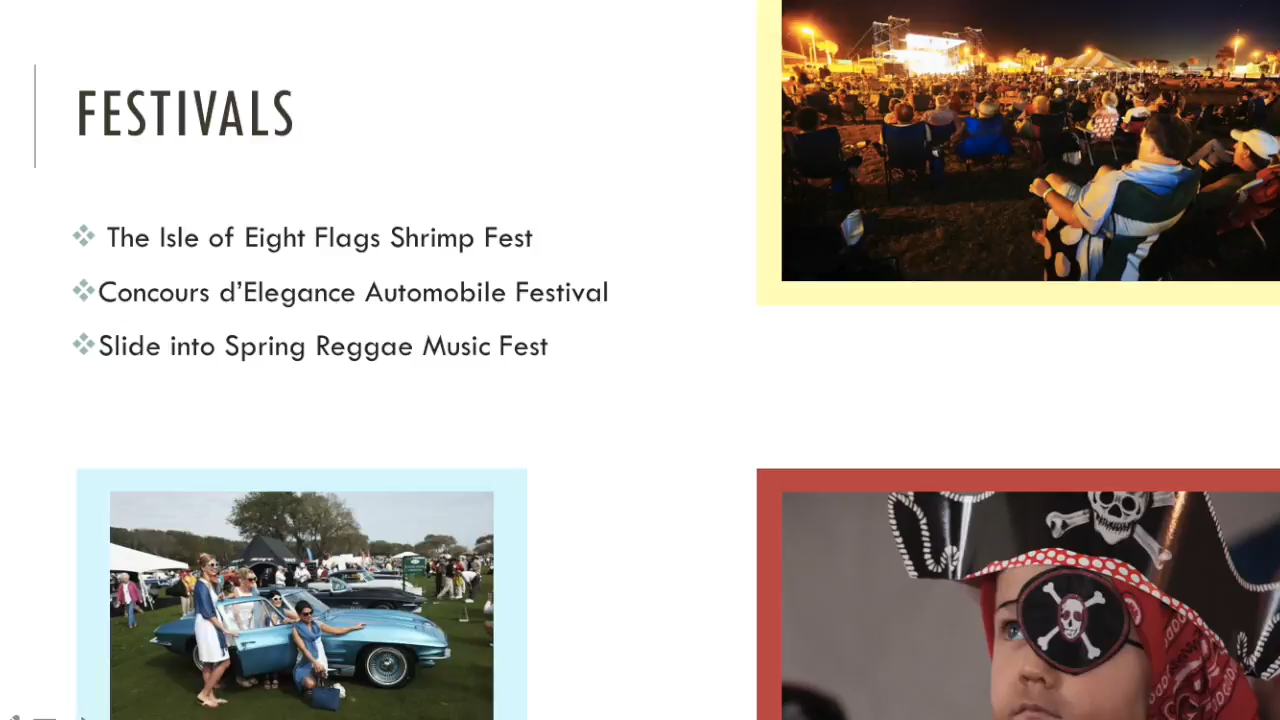 FESTIVALS
The Isle of Eight Flags Shrimp Fest
Concours d’Elegance Automobile Festival
Slide into Spring Reggae Music Fest